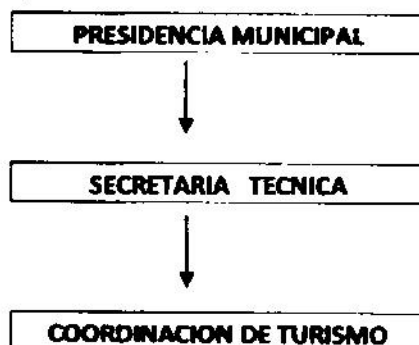 PRESIDENCIA MUNICIPAL
SECRETARIA TECNICA
COORDINACION DE TURISMO